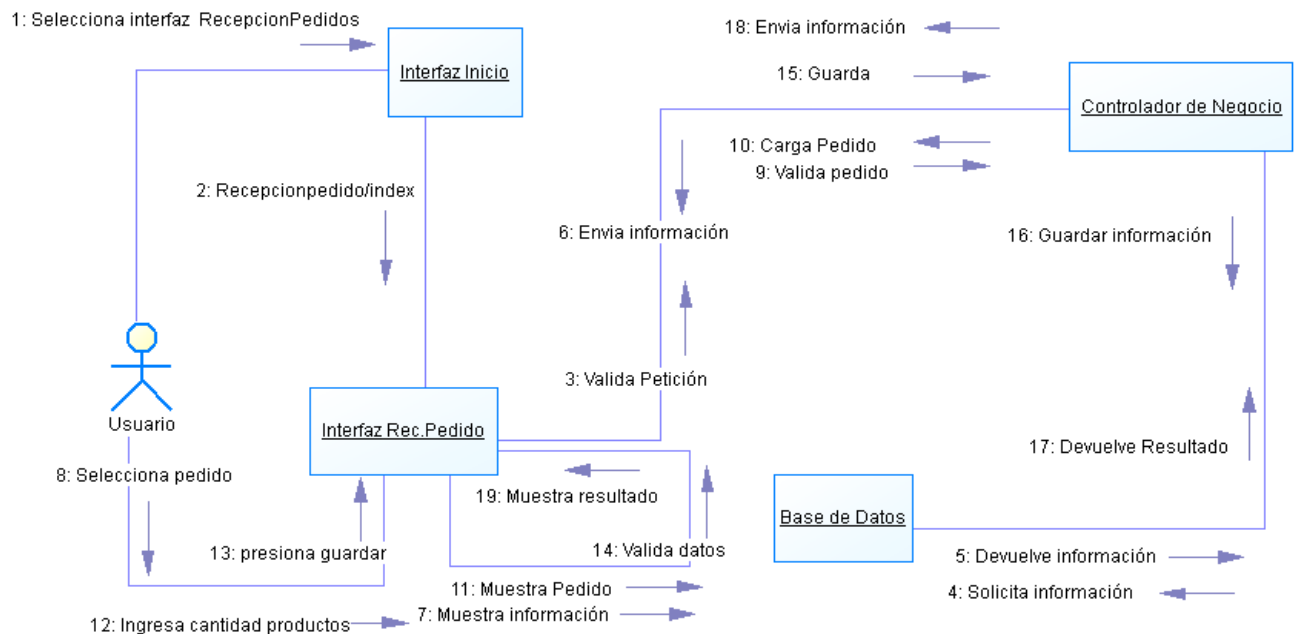 1: Selecciona interfaz RecepcionPedidos
18: Envia información
Interfaz Inicio
15: Guarda
Controlador de Negocio
10: Carga Pedido
9: Valida pedido
2: Recepcionpedido/index
6: Envia información
16: Guardar información
3: Valida Petición
Usuario
Interfaz Rec.Pedido
17: Devuelve Resultado
8: Selecciona pedido
19: Muestra resultado
Base de Datos
13: presiona guardar
14: Valida datos
5: Devuelve información
11: Muestra Pedido
4: Solicita información
7: Muestra información
12: Ingresa cantidad productos